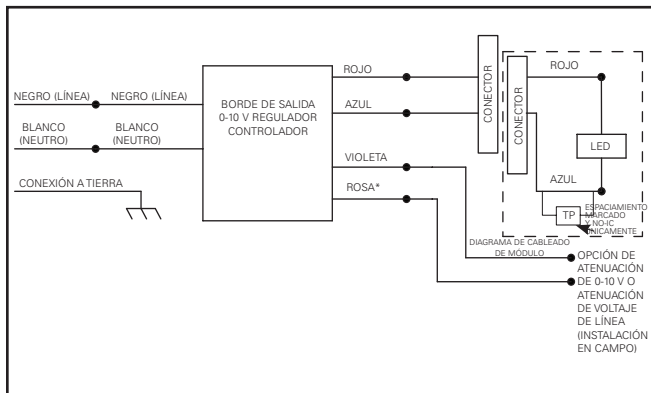 NEGRO (LÍNEA)
NEGRO (LÍNEA)
BLANCO
(NEUTRO)
BLANCO
(NEUTRO)
CONEXIÓN A TIERRA
BORDE DE SALIDA
0-10 V REGULADOR
CONTROLADOR
ROJO
AZUL
VIOLETA
ROSA*
CONECTOR
CONECTOR
ROJO
LED
AZUL
TP
ESPACIAMIENTO
MARCADO
Y NO-IC
ÚNICAMENTE
DIAGRAMA DE CABLEADO
DE MÓDULO
OPCIÓN DE
ATENUACIÓN
DE 0-10 V O
ATENUACIÓN
DE VOLTAJE
DE LÍNEA
(INSTALACIÓN
EN CAMPO)